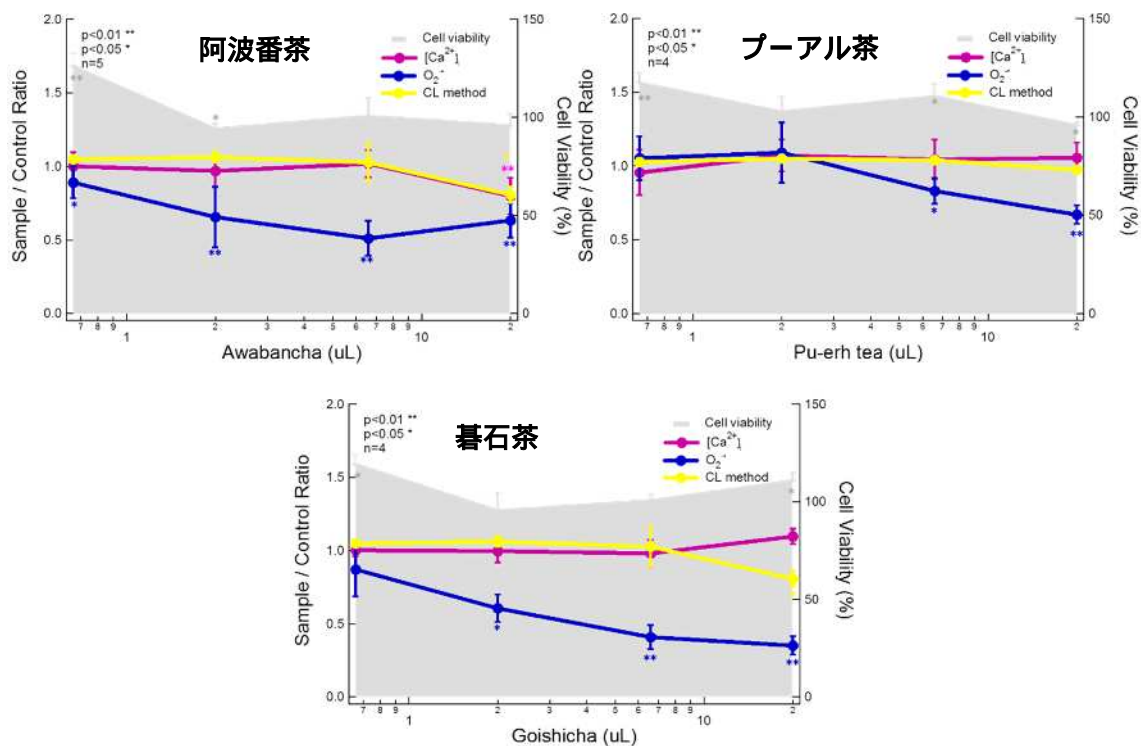 阿波番茶
p<0.01 **
p<0.05 *
n=5
Cell viability
[Ca²⁺]ᵢ
O₂⁻
CL method
Sample / Control Ratio
2.0
1.5
1.0
0.5
0.0
Cell Viability (%)
150
100
50
0
**
*
**
*
**
**
**
7 8 9 1 2 3 4 5 6 7 8 9 10 2
Awabancha (uL)
プーアル茶
p<0.01 **
p<0.05 *
n=4
Cell viability
[Ca²⁺]ᵢ
O₂⁻
CL method
Sample / Control Ratio
2.0
1.5
1.0
0.5
0.0
Cell Viability (%)
150
100
50
0
**
*
*
*
**
7 8 9 1 2 3 4 5 6 7 8 9 10 2
Pu-erh tea (uL)
碁石茶
p<0.01 **
p<0.05 *
n=4
Cell viability
[Ca²⁺]ᵢ
O₂⁻
CL method
Sample / Control Ratio
2.0
1.5
1.0
0.5
0.0
Cell Viability (%)
150
100
50
0
*
*
*
**
**
7 8 9 1 2 3 4 5 6 7 8 9 10 2
Goishicha (uL)